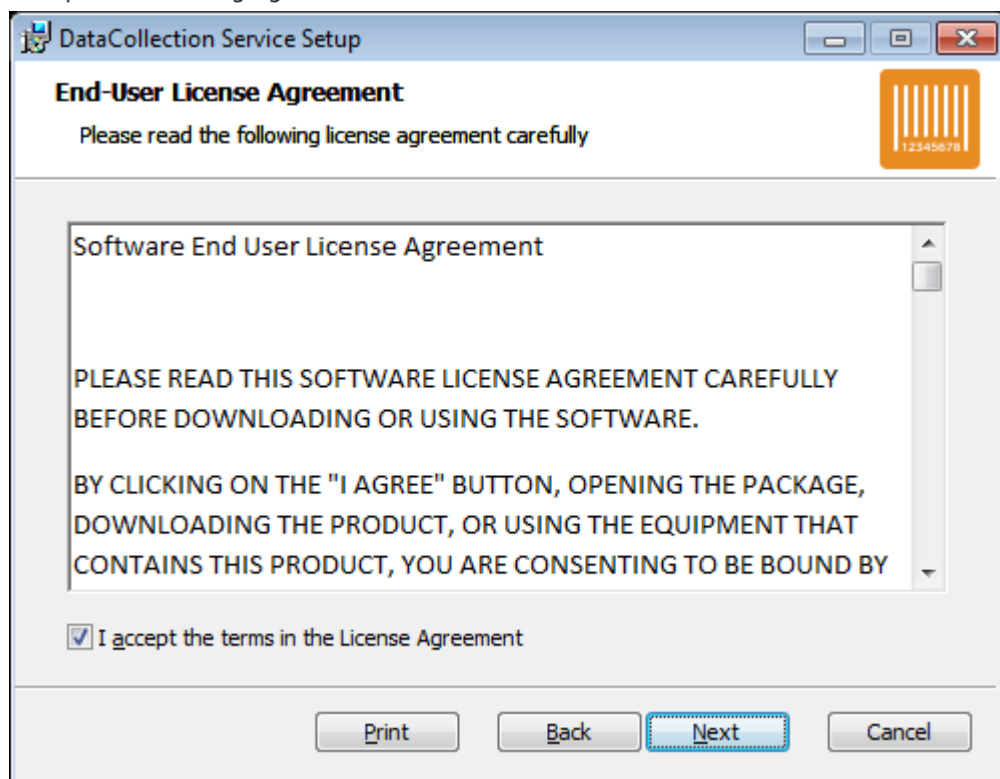 DataCollection Service Setup
End-User License Agreement
Please read the following license agreement carefully
12345678
Software End User License Agreement
PLEASE READ THIS SOFTWARE LICENSE AGREEMENT CAREFULLY
BEFORE DOWNLOADING OR USING THE SOFTWARE.
BY CLICKING ON THE "I AGREE" BUTTON, OPENING THE PACKAGE,
DOWNLOADING THE PRODUCT, OR USING THE EQUIPMENT THAT
CONTAINS THIS PRODUCT, YOU ARE CONSENTING TO BE BOUND BY
I accept the terms in the License Agreement
Print Back Next Cancel